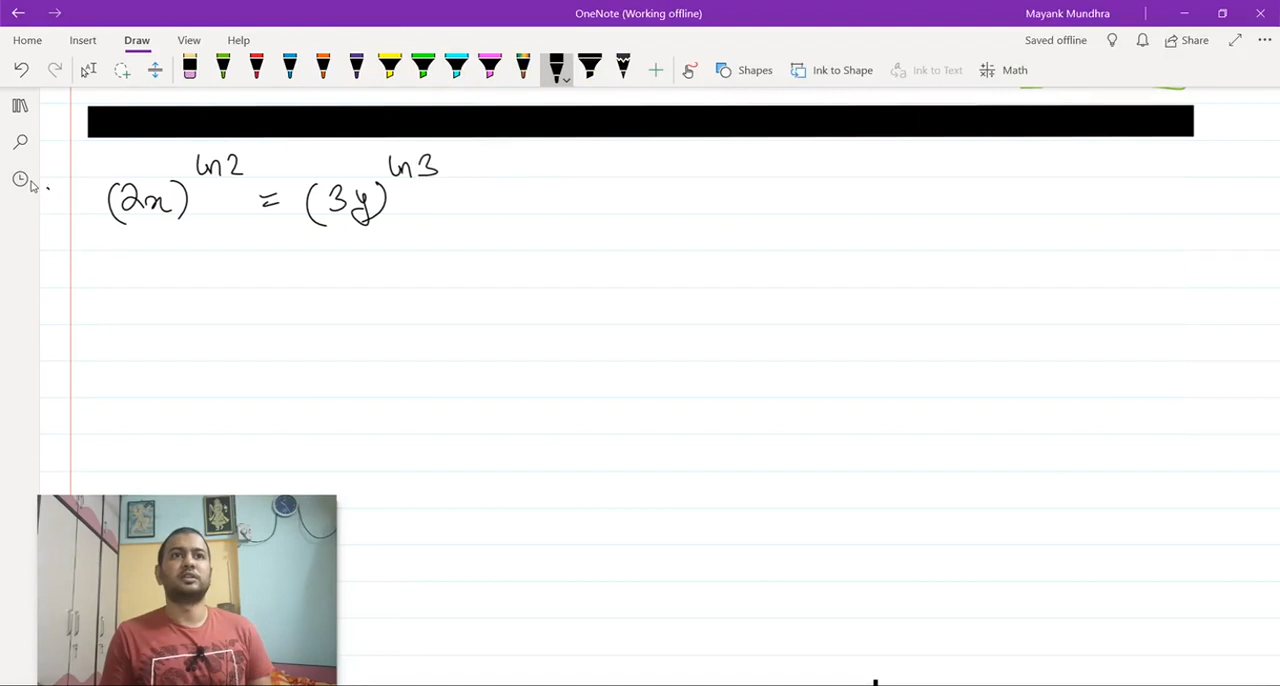 OneNote (Working offline)
Mayank Mundhra
Home Insert Draw View Help
Saved offline
Share
Shapes
Ink to Shape
Ink to Text
Math
(2x)^ln2 = (3y)^ln3